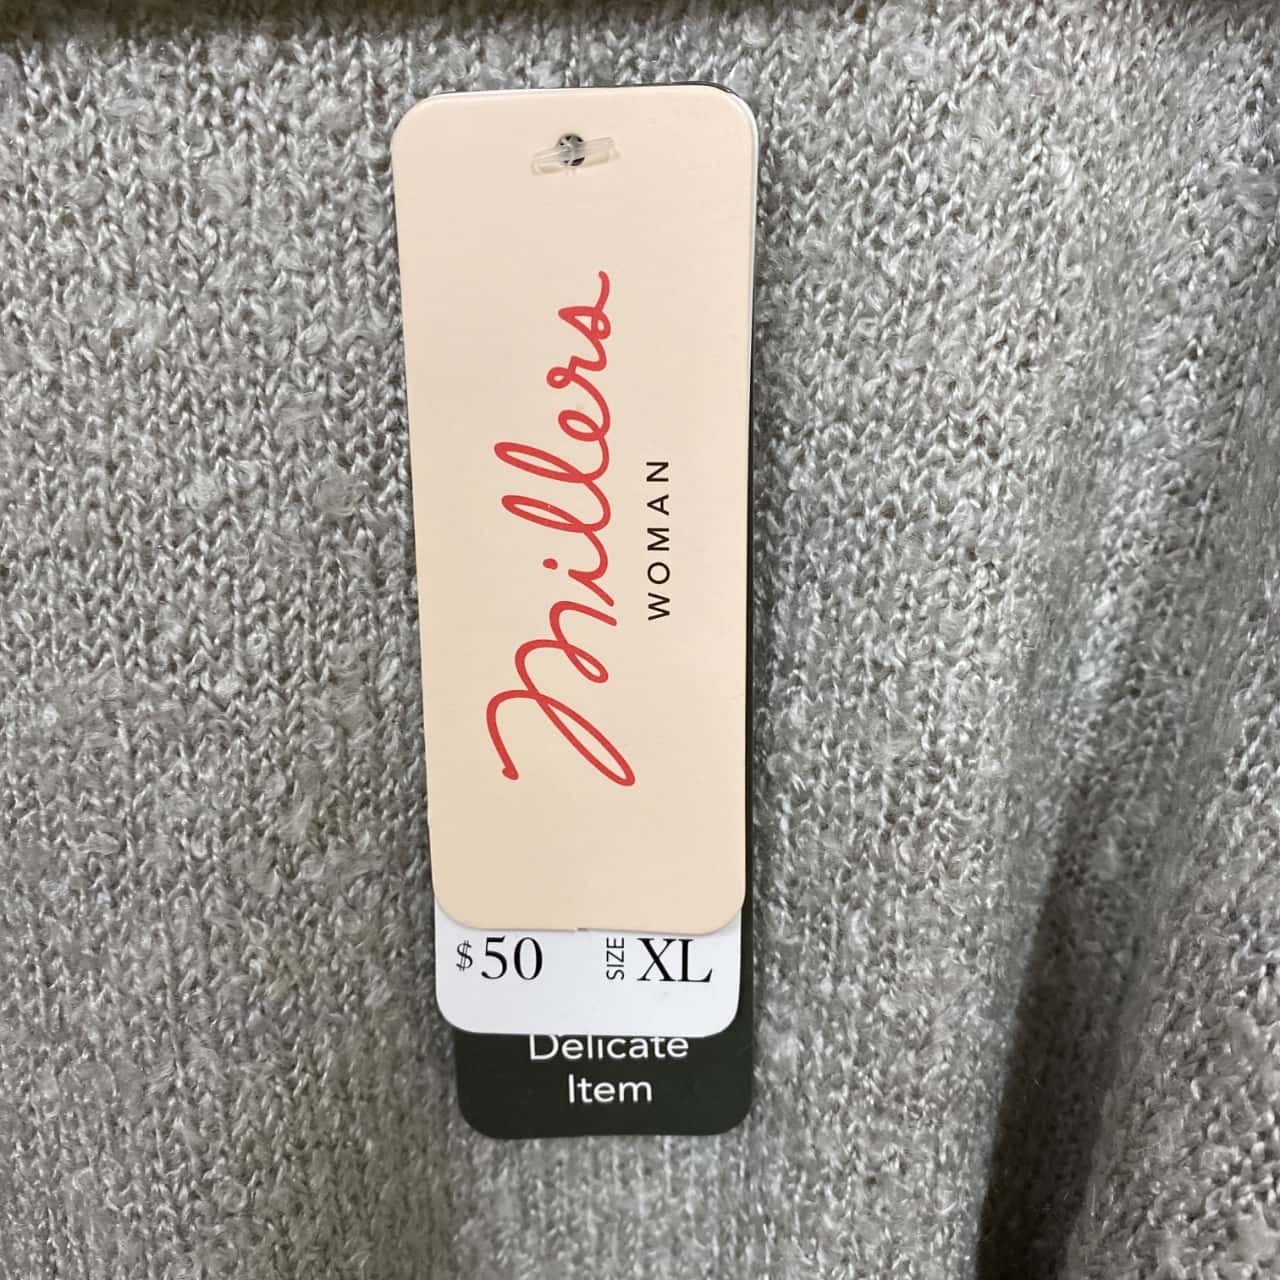 millers
WOMAN
$50 SIZE XL
Delicate
Item